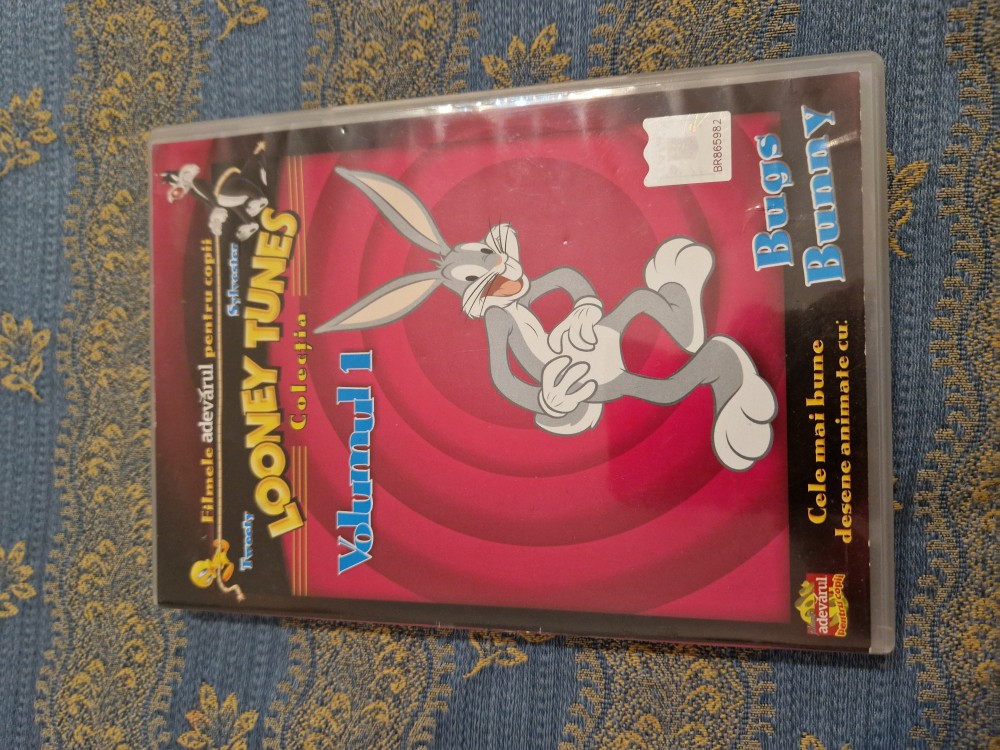 Filmele adevărul pentru copii
Tweety
Sylvester
LOONEY TUNES
Colecția
Volumul 1
BR865982
Cele mai bune
desene animate cu:
Bugs
Bunny
adevărul
pentru copii